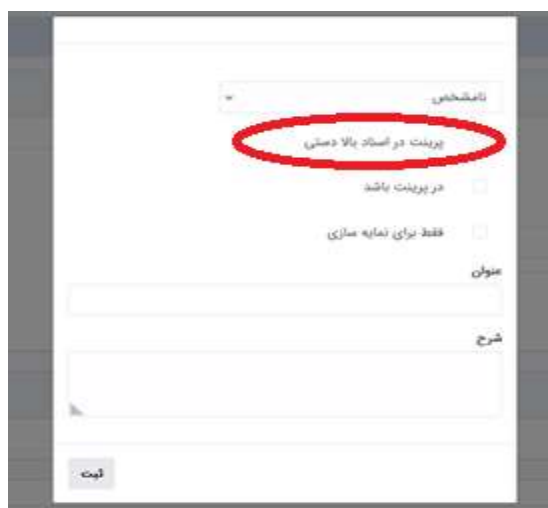 نامشخص
پرینت در اسناد بالا دستی
در پرینت باشد
فقط برای نمایه سازی
عنوان
شرح
ثبت